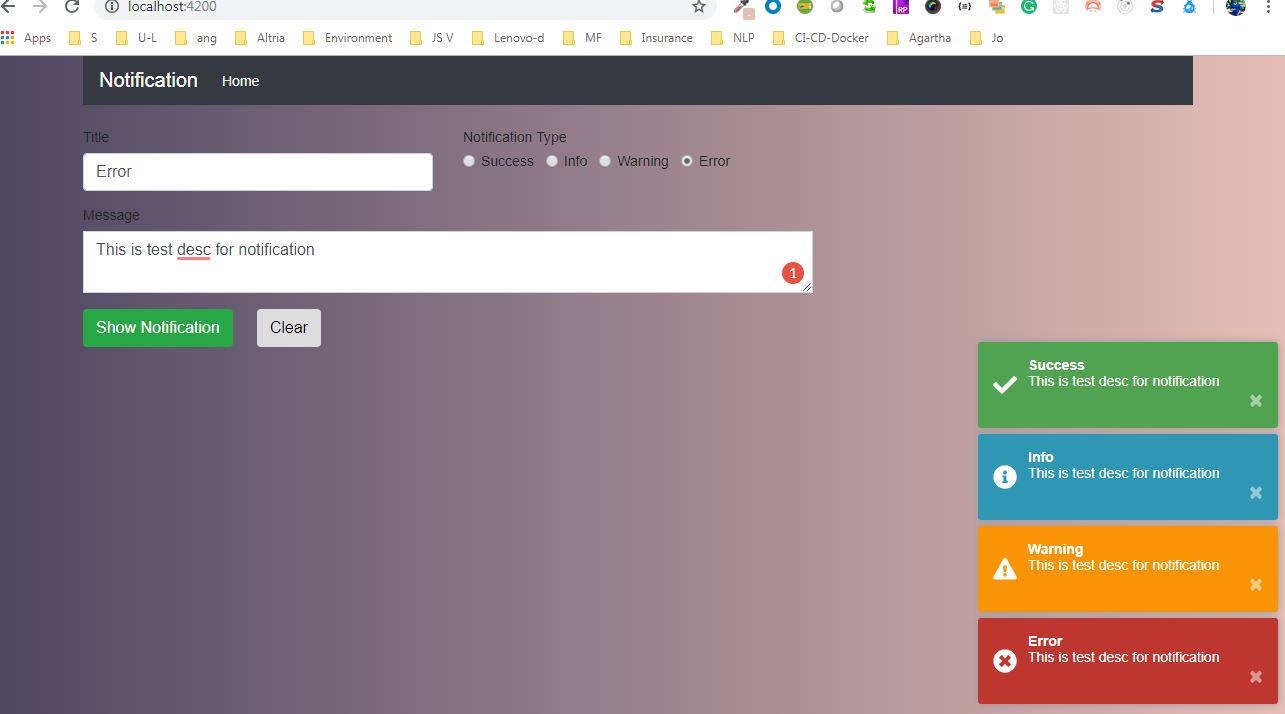 localhost:4200
Apps S U-L ang Altria Environment JS V Lenovo-d MF Insurance NLP CI-CD-Docker Agartha Jo
Notification Home
Title
Error
Notification Type
Success Info Warning Error
Message
This is test desc for notification
1
Show Notification Clear
Success
This is test desc for notification
Info
This is test desc for notification
Warning
This is test desc for notification
Error
This is test desc for notification